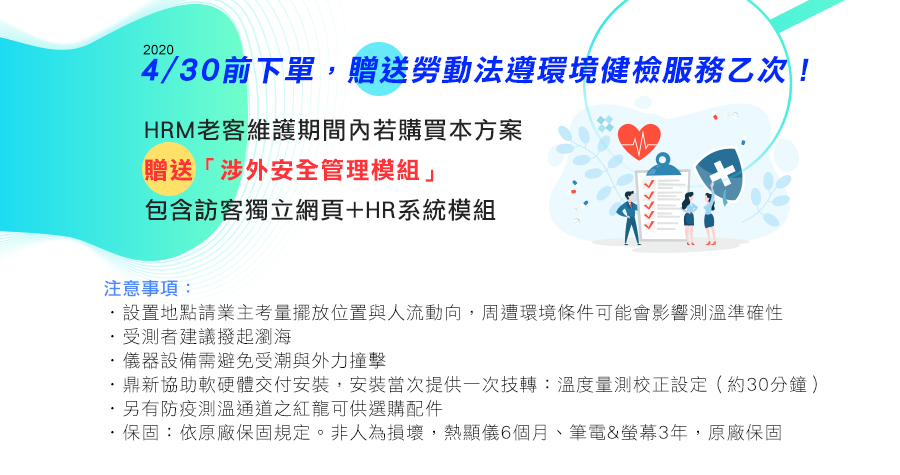 2020
4/30前下單，贈送勞動法遵環境健檢服務乙次！
HRM老客維護期間內若購買本方案
贈送「涉外安全管理模組」
包含訪客獨立網頁+HR系統模組
注意事項：
・設置地點請業主考量擺放位置與人流動向，周遭環境條件可能會影響測溫準確性
・受測者建議撥起瀏海
・儀器設備需避免受潮與外力撞擊
・鼎新協助軟硬體交付安裝，安裝當次提供一次技轉：溫度量測校正設定（約30分鐘）
・另有防疫測溫通道之紅龍可供選購配件
・保固：依原廠保固規定。非人為損壞，熱顯儀6個月、筆電&螢幕3年，原廠保固